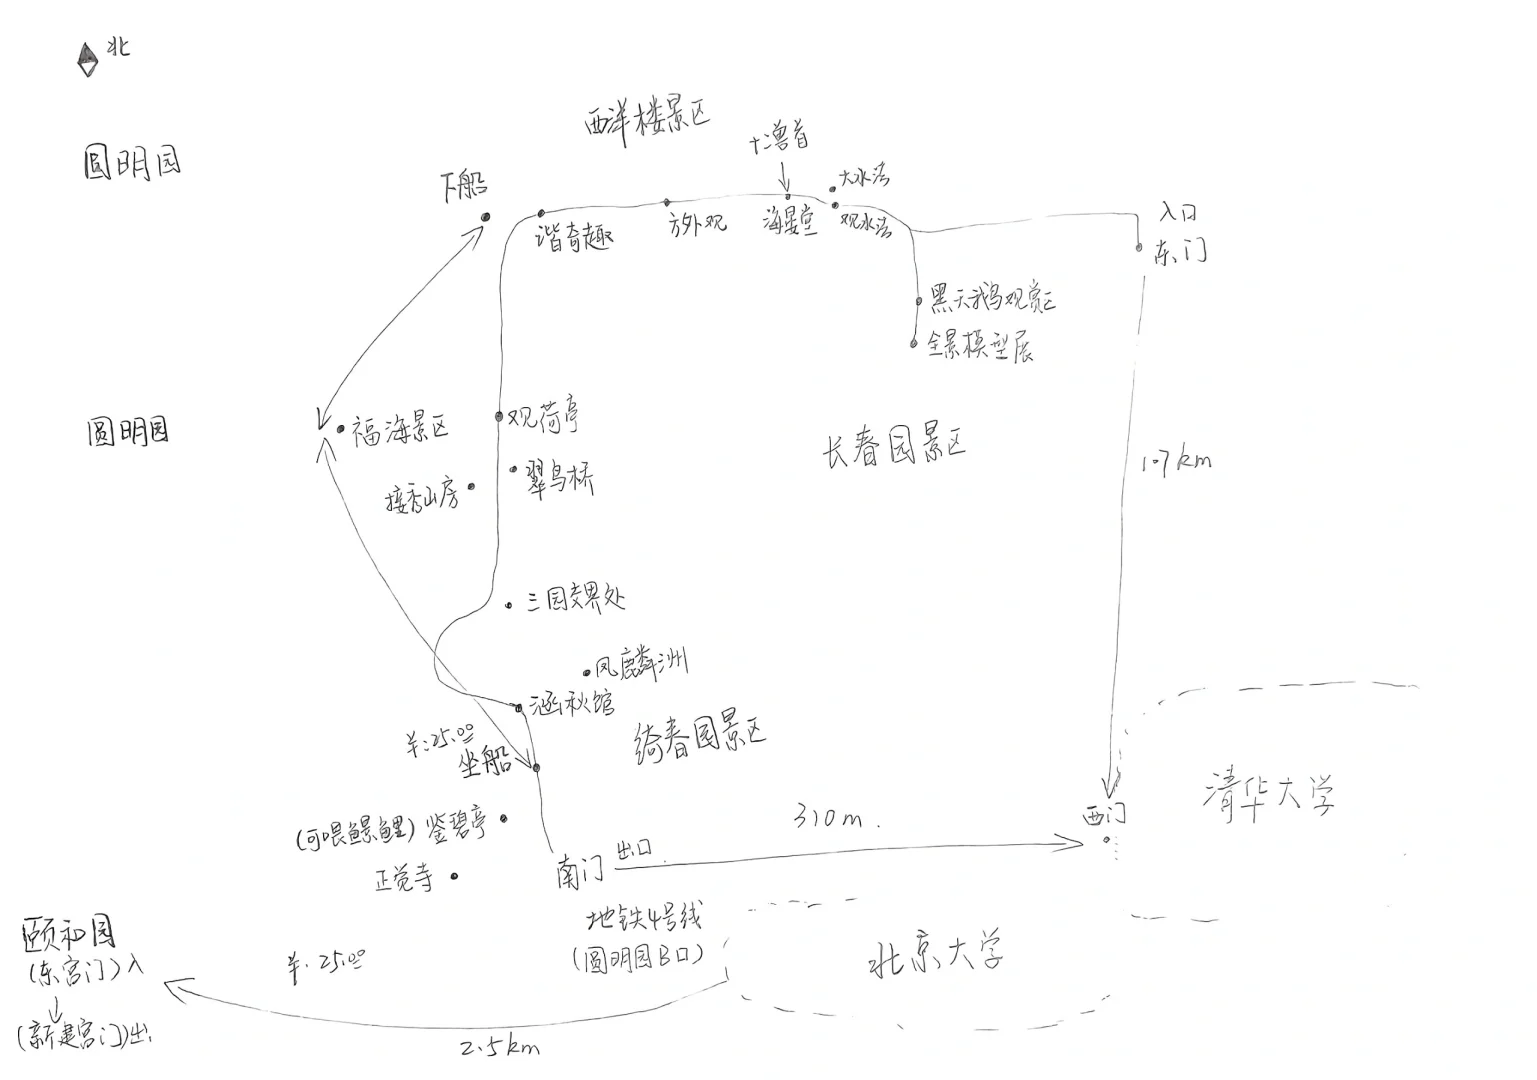 北
西洋楼景区
圆明园
十二兽首
下船
大水法
谐奇趣
方外观
海晏堂
观水法
入口
东门
黑天鹅观赏区
全景模型展
圆明园
福海景区
观荷亭
长春园景区
1.7km
接秀山房
翠鸟桥
三园交界处
凤麟洲
涵秋馆
¥:25.00
坐船
绮春园景区
清华大学
310m.
西门
(可喂锦鲤) 鉴碧亭
正觉寺
南门
出口
地铁4号线
(圆明园B口)
北京大学
颐和园
(东宫门)入
(新建宫门)出
¥.25.00
2.5km